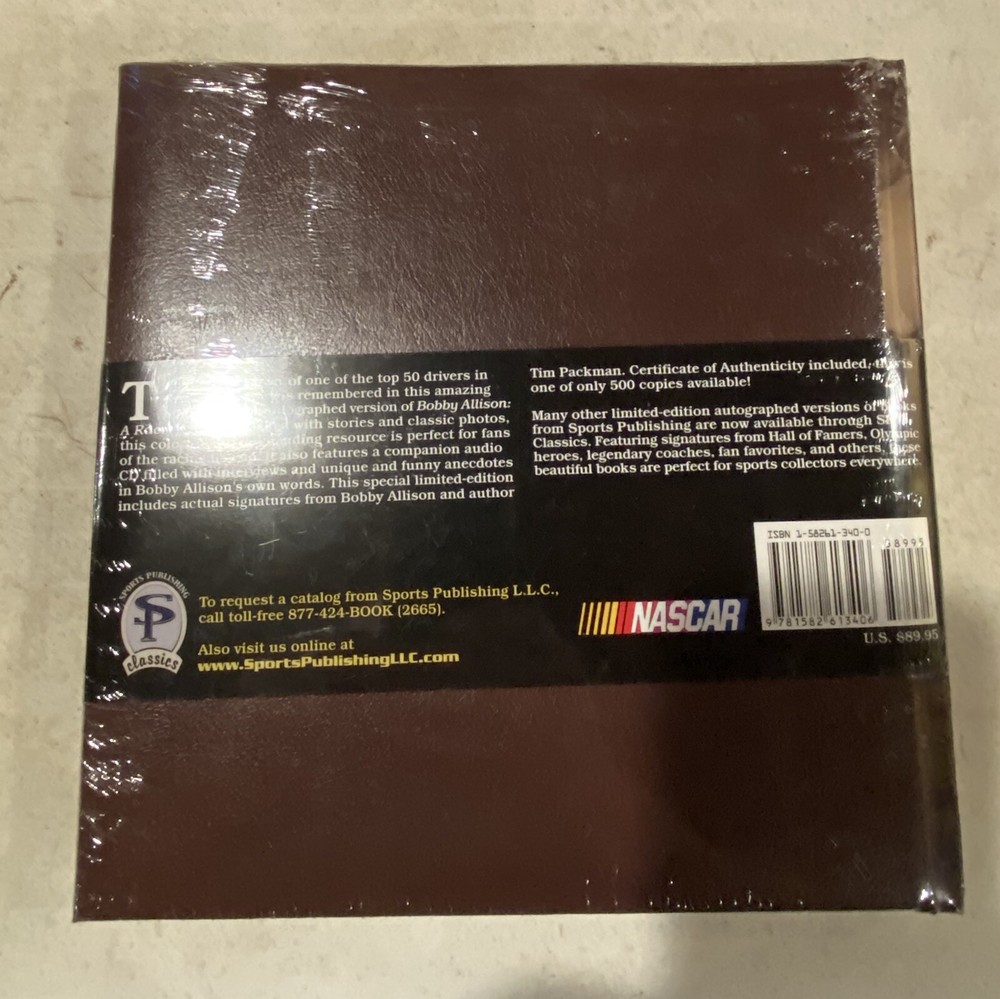 T of one of the top 50 drivers in
remembered in this amazing
version of Bobby Allison:
A with stories and classic photos,
this resource is perfect for fans
of the also features a companion audio
CD filled with interviews and unique and funny anecdotes
in Bobby Allison's own words. This special limited-edition
includes actual signatures from Bobby Allison and author
Tim Packman. Certificate of Authenticity included, this is
one of only 500 copies available!
Many other limited-edition autographed versions of books
from Sports Publishing are now available through SP
Classics. Featuring signatures from Hall of Famers, Olympic
heroes, legendary coaches, fan favorites, and others, these
beautiful books are perfect for sports collectors everywhere.
SPORTS PUBLISHING
SP
classics
To request a catalog from Sports Publishing L.L.C.,
call toll-free 877-424-BOOK (2665).
Also visit us online at
www.SportsPublishingLLC.com
NASCAR
ISBN 1-58261-340-0
9 781582 613406
U.S. $89.95